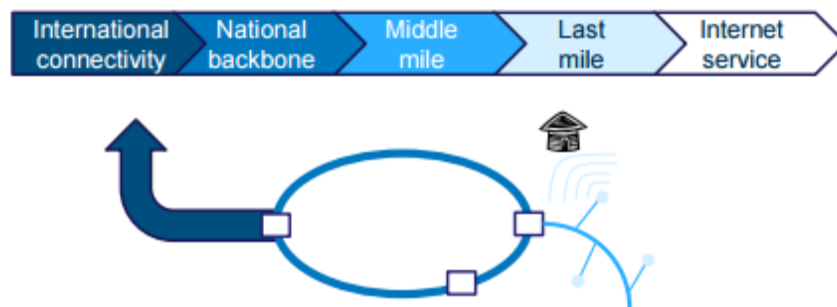 International connectivity
National backbone
Middle mile
Last mile
Internet service